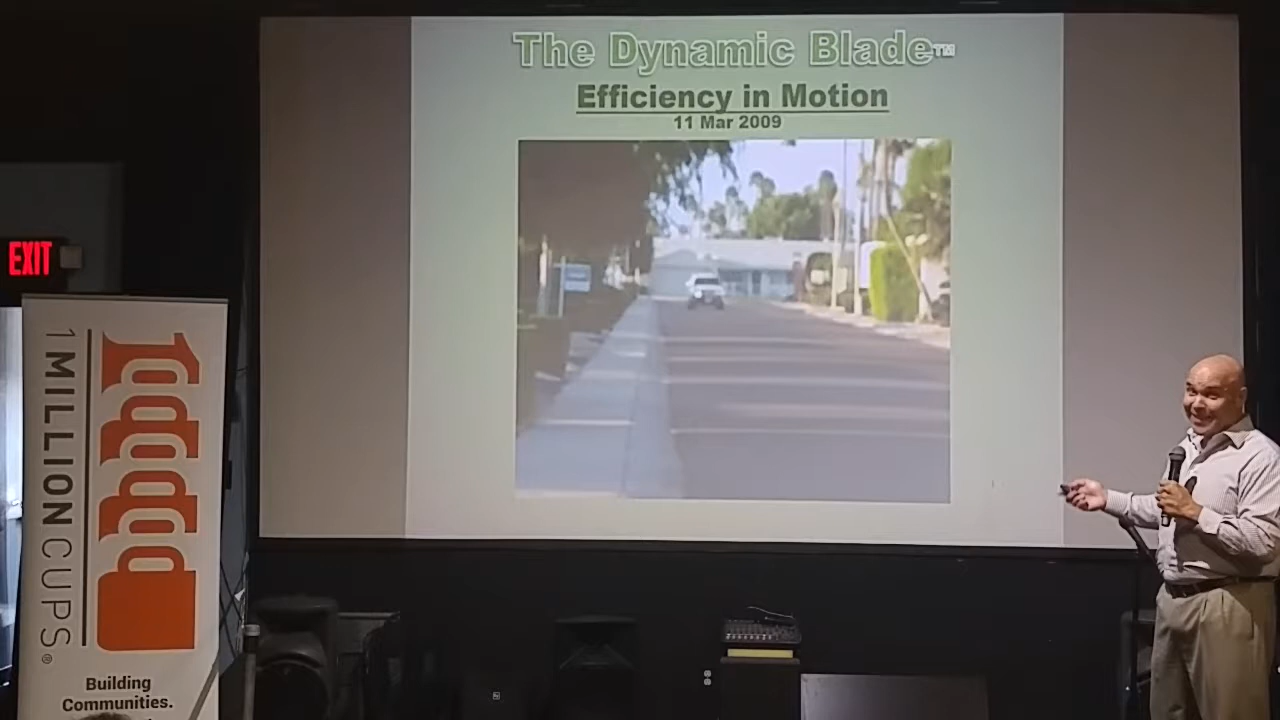 The Dynamic Blade™
Efficiency in Motion
11 Mar 2009
EXIT
1 MILLION CUPS®
Building
Communities.